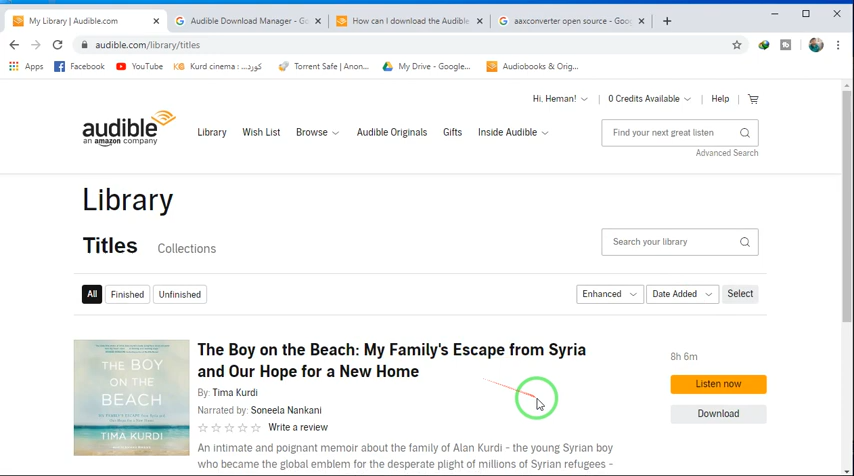 My Library | Audible.com
Audible Download Manager - Go
How can I download the Audible
aaxconverter open source - Goog
audible.com/library/titles
Apps
Facebook
YouTube
Kurd cinema : ...کورد
Torrent Safe | Anon...
My Drive - Google...
Audiobooks & Orig...
Hi, Heman!
0 Credits Available
Help
audible
an amazon company
Library
Wish List
Browse
Audible Originals
Gifts
Inside Audible
Find your next great listen
Advanced Search
Library
Titles
Collections
Search your library
All
Finished
Unfinished
Enhanced
Date Added
Select
THE BOY
ON THE
BEACH
TIMA KURDI
The Boy on the Beach: My Family's Escape from Syria
and Our Hope for a New Home
By: Tima Kurdi
Narrated by: Soneela Nankani
Write a review
An intimate and poignant memoir about the family of Alan Kurdi - the young Syrian boy
who became the global emblem for the desperate plight of millions of Syrian refugees -
8h 6m
Listen now
Download